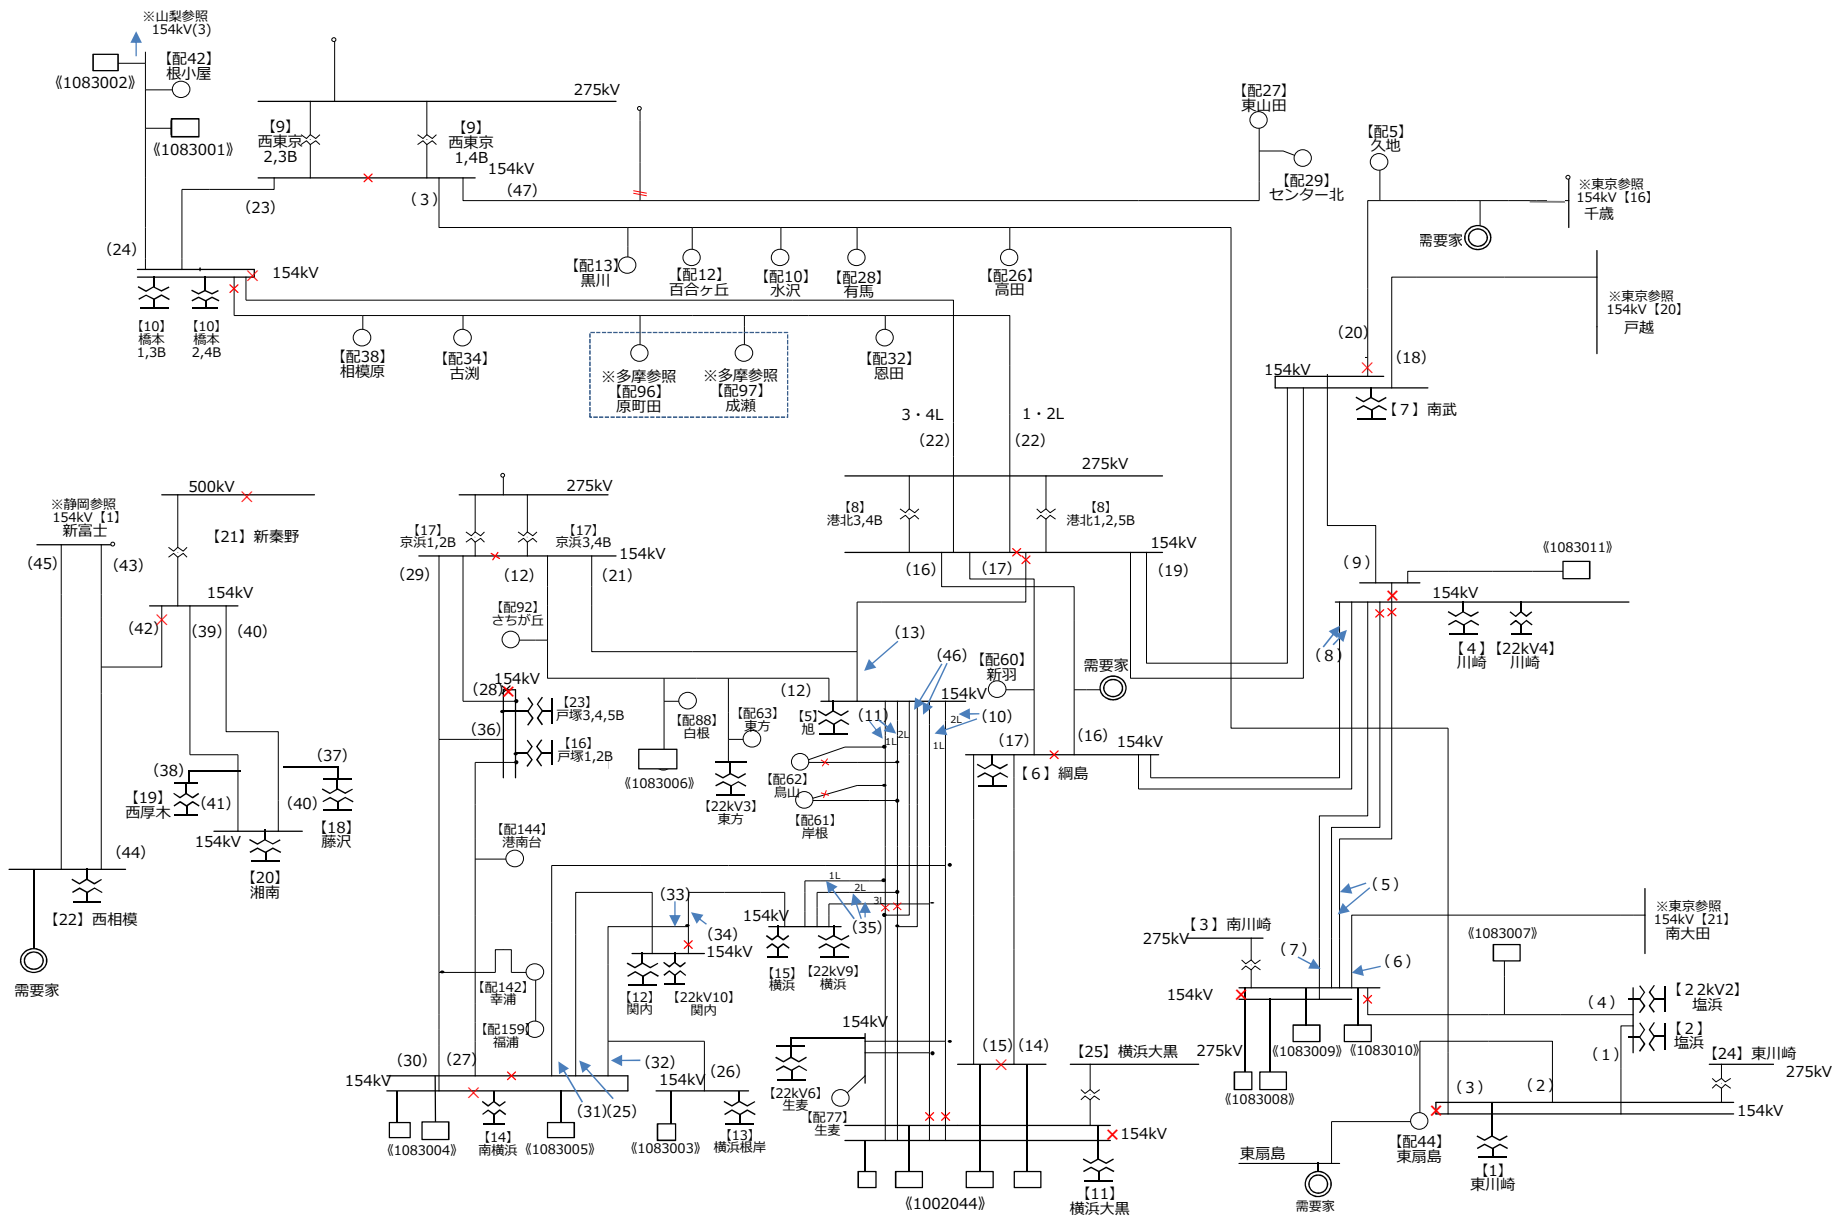 ※山梨参照
154kV(3)
《1083002》
【配42】
根小屋
《1083001》
【9】
西東京
2,3B
【9】
西東京
1,4B
275kV
154kV
(23)
(3)
(47)
(24)
154kV
【10】
橋本
1,3B
【10】
橋本
2,4B
【配13】
黒川
【配12】
百合ヶ丘
【配10】
水沢
【配28】
有馬
【配26】
高田
【配27】
東山田
【配29】
センター北
【配5】
久地
※東京参照
154kV【16】
千歳
需要家
※東京参照
154kV【20】
戸越
(20)
(18)
154kV
【7】南武
【配38】
相模原
【配34】
古渕
※多摩参照
【配96】
原町田
※多摩参照
【配97】
成瀬
【配32】
恩田
3・4L
(22)
1・2L
(22)
275kV
【8】
港北3,4B
【8】
港北1,2,5B
154kV
(16)
(17)
(19)
500kV
※静岡参照
154kV【1】
新富士
【21】新秦野
(45)
(43)
154kV
(42)
(39)
(40)
(38)
【19】
西厚木
(41)
(37)
(40)
【18】
藤沢
154kV
【20】
湘南
(44)
【22】西相模
需要家
275kV
【17】
京浜1,2B
【17】
京浜3,4B
154kV
(29)
(12)
(21)
【配92】
さちが丘
(13)
(46)
154kV
(28)
【23】
戸塚3,4,5B
(36)
【16】
戸塚1,2B
【配88】
白根
《1083006》
【配63】
東方
【22kV3】
東方
(12)
【5】
旭
(11)
1L
2L
154kV
2L
(10)
1L
【配60】
新羽
需要家
(17)
(16)
154kV
【6】綱島
【配62】
鳥山
【配61】
岸根
(9)
《1083011》
154kV
(8)
【4】
川崎
【22kV4】
川崎
【配144】
港南台
(33)
(34)
154kV
【12】
関内
【22kV10】
関内
154kV
1L
2L
3L
(35)
【15】
横浜
【22kV9】
横浜
【配142】
幸浦
【配159】
福浦
(5)
※東京参照
154kV【21】
南大田
【3】南川崎
275kV
(7)
(6)
《1083007》
154kV
《1083009》
《1083010》
275kV
《1083008》
(4)
【２２kV2】
塩浜
【2】
塩浜
(1)
【24】東川崎
275kV
(3)
(2)
154kV
【1】
東川崎
【配44】
東扇島
東扇島
需要家
(30)
(27)
154kV
《1083004》
【14】
南横浜
《1083005》
(31)
(25)
(32)
154kV
(26)
《1083003》
【13】
横浜根岸
154kV
【22kV6】
生麦
【配77】
生麦
(15)
(14)
【25】横浜大黒
154kV
《1002044》
【11】
横浜大黒